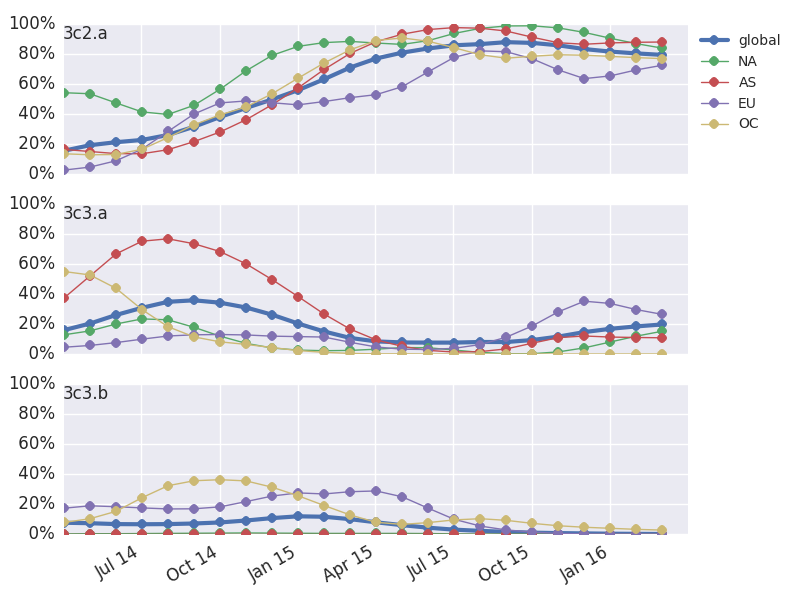 100%
3c2.a
80%
60%
40%
20%
0%
global
NA
AS
EU
OC
100%
3c3.a
80%
60%
40%
20%
0%
100%
3c3.b
80%
60%
40%
20%
0%
Jul 14
Oct 14
Jan 15
Apr 15
Jul 15
Oct 15
Jan 16